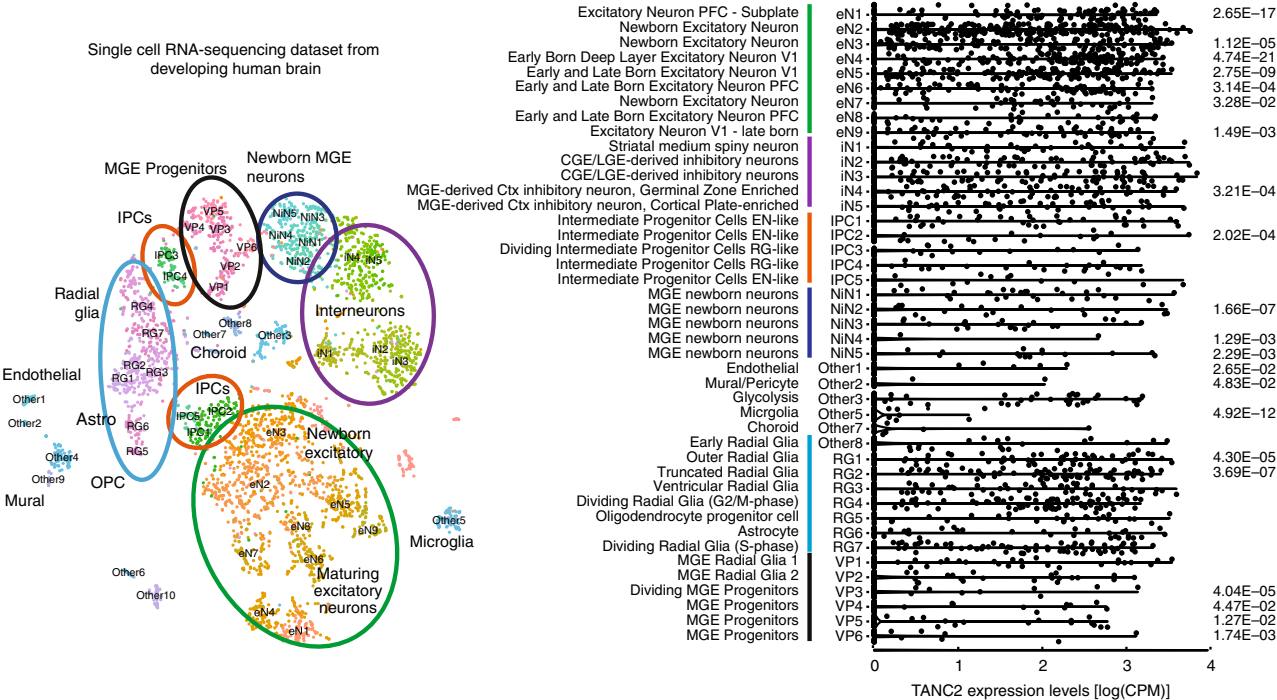 Single cell RNA-sequencing dataset from
developing human brain
MGE Progenitors
Newborn MGE
neurons
IPCs
VP5
VP4
VP3
VP6
VP2
VP1
NiN5
NiN3
NiN4
NiN1
NiN2
IPC3
IPC4
iN4
iN5
Radial
glia
RG4
RG7
RG2
RG1
RG3
RG6
RG5
Other8
Other7
Other3
Choroid
Interneurons
iN1
iN2
iN3
Endothelial
Other1
Other2
Astro
IPCs
IPC5
IPC2
IPC1
Other4
Other9
Mural
OPC
eN3
Newborn
excitatory
eN2
eN5
eN8
eN9
eN7
eN6
Maturing
excitatory
neurons
eN4
eN1
Other5
Microglia
Other6
Other10
Excitatory Neuron PFC - Subplate eN1 2.65E–17
Newborn Excitatory Neuron eN2
Newborn Excitatory Neuron eN3 1.12E–05
Early Born Deep Layer Excitatory Neuron V1 eN4 4.74E–21
Early and Late Born Excitatory Neuron V1 eN5 2.75E–09
Early and Late Born Excitatory Neuron PFC eN6 3.14E–04
Newborn Excitatory Neuron eN7 3.28E–02
Early and Late Born Excitatory Neuron PFC eN8
Excitatory Neuron V1 - late born eN9 1.49E–03
Striatal medium spiny neuron iN1
CGE/LGE-derived inhibitory neurons iN2
CGE/LGE-derived inhibitory neurons iN3
MGE-derived Ctx inhibitory neuron, Germinal Zone Enriched iN4 3.21E–04
MGE-derived Ctx inhibitory neuron, Cortical Plate-enriched iN5
Intermediate Progenitor Cells EN-like IPC1
Intermediate Progenitor Cells EN-like IPC2 2.02E–04
Dividing Intermediate Progenitor Cells RG-like IPC3
Intermediate Progenitor Cells RG-like IPC4
Intermediate Progenitor Cells EN-like IPC5
MGE newborn neurons NiN1
MGE newborn neurons NiN2 1.66E–07
MGE newborn neurons NiN3
MGE newborn neurons NiN4 1.29E–03
MGE newborn neurons NiN5 2.29E–03
Endothelial Other1 2.65E–02
Mural/Pericyte Other2 4.83E–02
Glycolysis Other3
Micrgolia Other5 4.92E–12
Choroid Other7
Early Radial Glia Other8
Outer Radial Glia RG1 4.30E–05
Truncated Radial Glia RG2 3.69E–07
Ventricular Radial Glia RG3
Dividing Radial Glia (G2/M-phase) RG4
Oligodendrocyte progenitor cell RG5
Astrocyte RG6
Dividing Radial Glia (S-phase) RG7
MGE Radial Glia 1 VP1
MGE Radial Glia 2 VP2
Dividing MGE Progenitors VP3 4.04E–05
MGE Progenitors VP4 4.47E–02
MGE Progenitors VP5 1.27E–02
MGE Progenitors VP6 1.74E–03
0 1 2 3 4
TANC2 expression levels [log(CPM)]